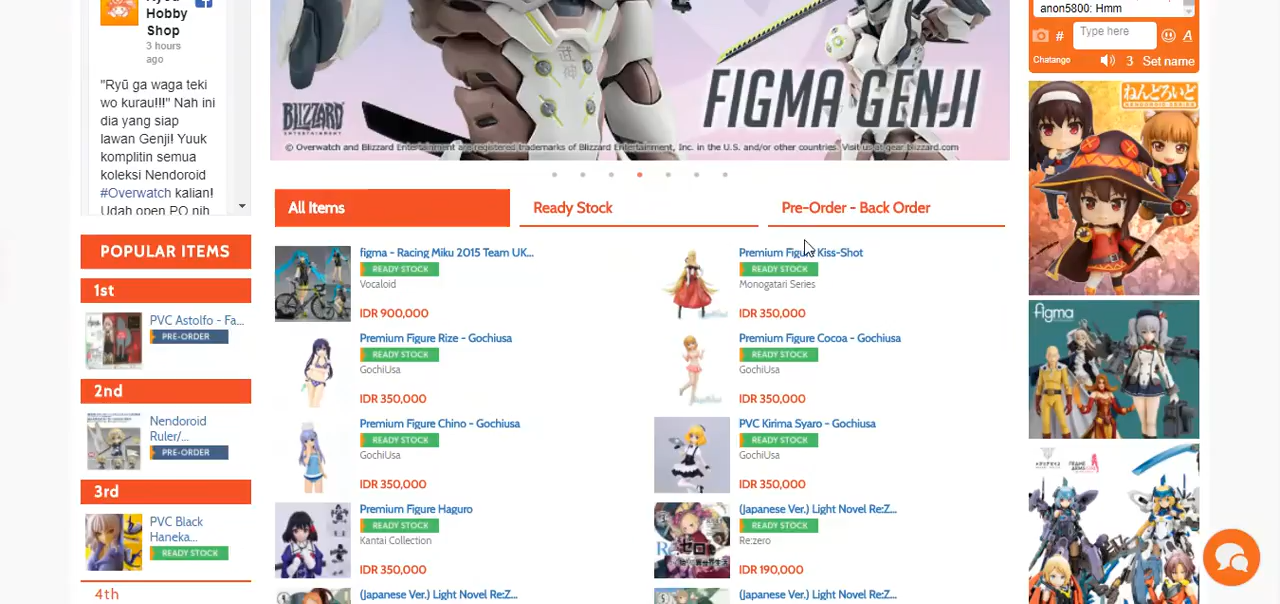 Hobby
Shop
3 hours
ago
"Ryū ga waga teki
wo kurau!!!" Nah ini
dia yang siap
lawan Genji! Yuuk
komplitin semua
koleksi Nendoroid
#Overwatch kalian!
Udah open PO nih
POPULAR ITEMS
1st
PVC Astolfo - Fa...
PRE-ORDER
2nd
Nendoroid
Ruler/...
PRE-ORDER
3rd
PVC Black
Haneka...
READY STOCK
4th
BLIZZARD
ENTERTAINMENT
FIGMA GENJI
© Overwatch and Blizzard Entertainment are registered trademarks of Blizzard Entertainment, Inc. in the U.S. and/or other countries. Visit us at gear.blizzard.com
All Items
Ready Stock
Pre-Order - Back Order
figma - Racing Miku 2015 Team UK...
READY STOCK
Vocaloid
IDR 900,000
Premium Figure Kiss-Shot
READY STOCK
Monogatari Series
IDR 350,000
Premium Figure Rize - Gochiusa
READY STOCK
GochiUsa
IDR 350,000
Premium Figure Cocoa - Gochiusa
READY STOCK
GochiUsa
IDR 350,000
Premium Figure Chino - Gochiusa
READY STOCK
GochiUsa
IDR 350,000
PVC Kirima Syaro - Gochiusa
READY STOCK
GochiUsa
IDR 350,000
Premium Figure Haguro
READY STOCK
Kantai Collection
IDR 350,000
(Japanese Ver.) Light Novel Re:Z...
READY STOCK
Re:zero
IDR 190,000
(Japanese Ver.) Light Novel Re:Z...
(Japanese Ver.) Light Novel Re:Z...
anon5800: Hmm
# Type here A
Chatango 3 Set name
ねんどろいど
NENDOROID SERIES
figma